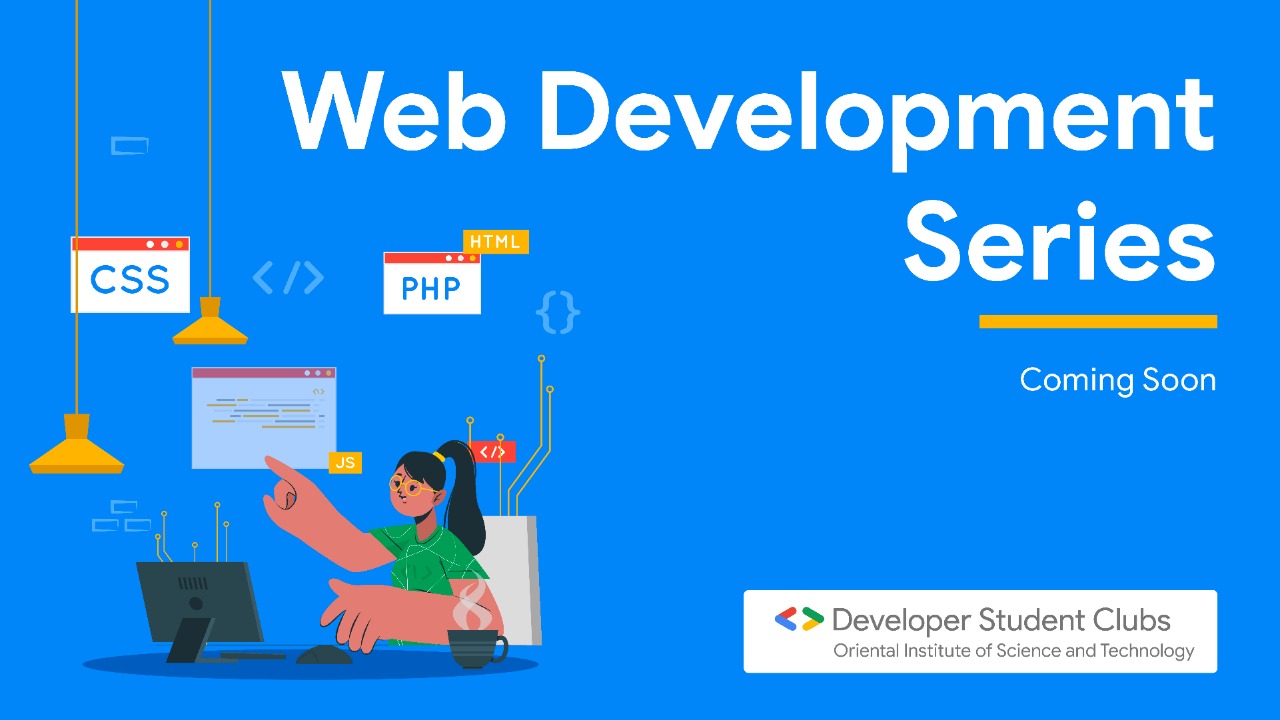 Web Development
Series
Coming Soon
CSS
</>
HTML
PHP
{}
JS
</>
Developer Student Clubs
Oriental Institute of Science and Technology